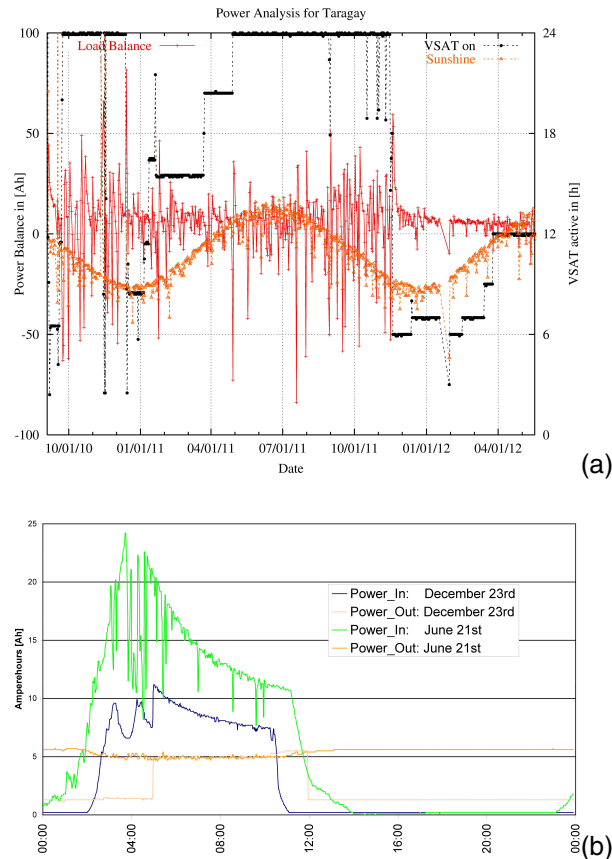 Power Analysis for Taragay
Load Balance
VSAT on
Sunshine
Power Balance in [Ah]
100
50
0
-50
-100
VSAT active in [h]
24
18
12
6
0
10/01/10 01/01/11 04/01/11 07/01/11 10/01/11 01/01/12 04/01/12
Date
(a)
Amperehours [Ah]
25
20
15
10
5
0
Power_In: December 23rd
Power_Out: December 23rd
Power_In: June 21st
Power_Out: June 21st
00:00 04:00 08:00 12:00 16:00 20:00 00:00
(b)